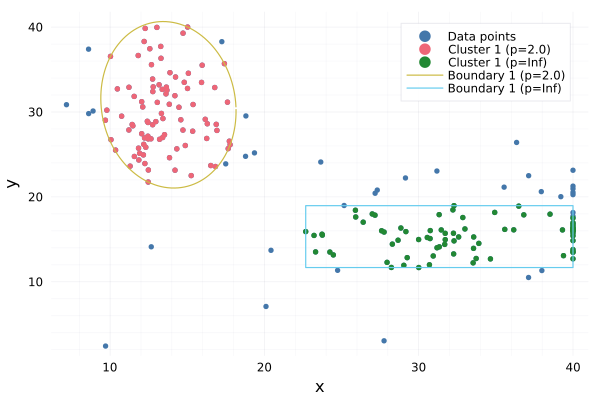 Data points
Cluster 1 (p=2.0)
Cluster 1 (p=Inf)
Boundary 1 (p=2.0)
Boundary 1 (p=Inf)
40
30
20
10
y
10 20 30 40
x